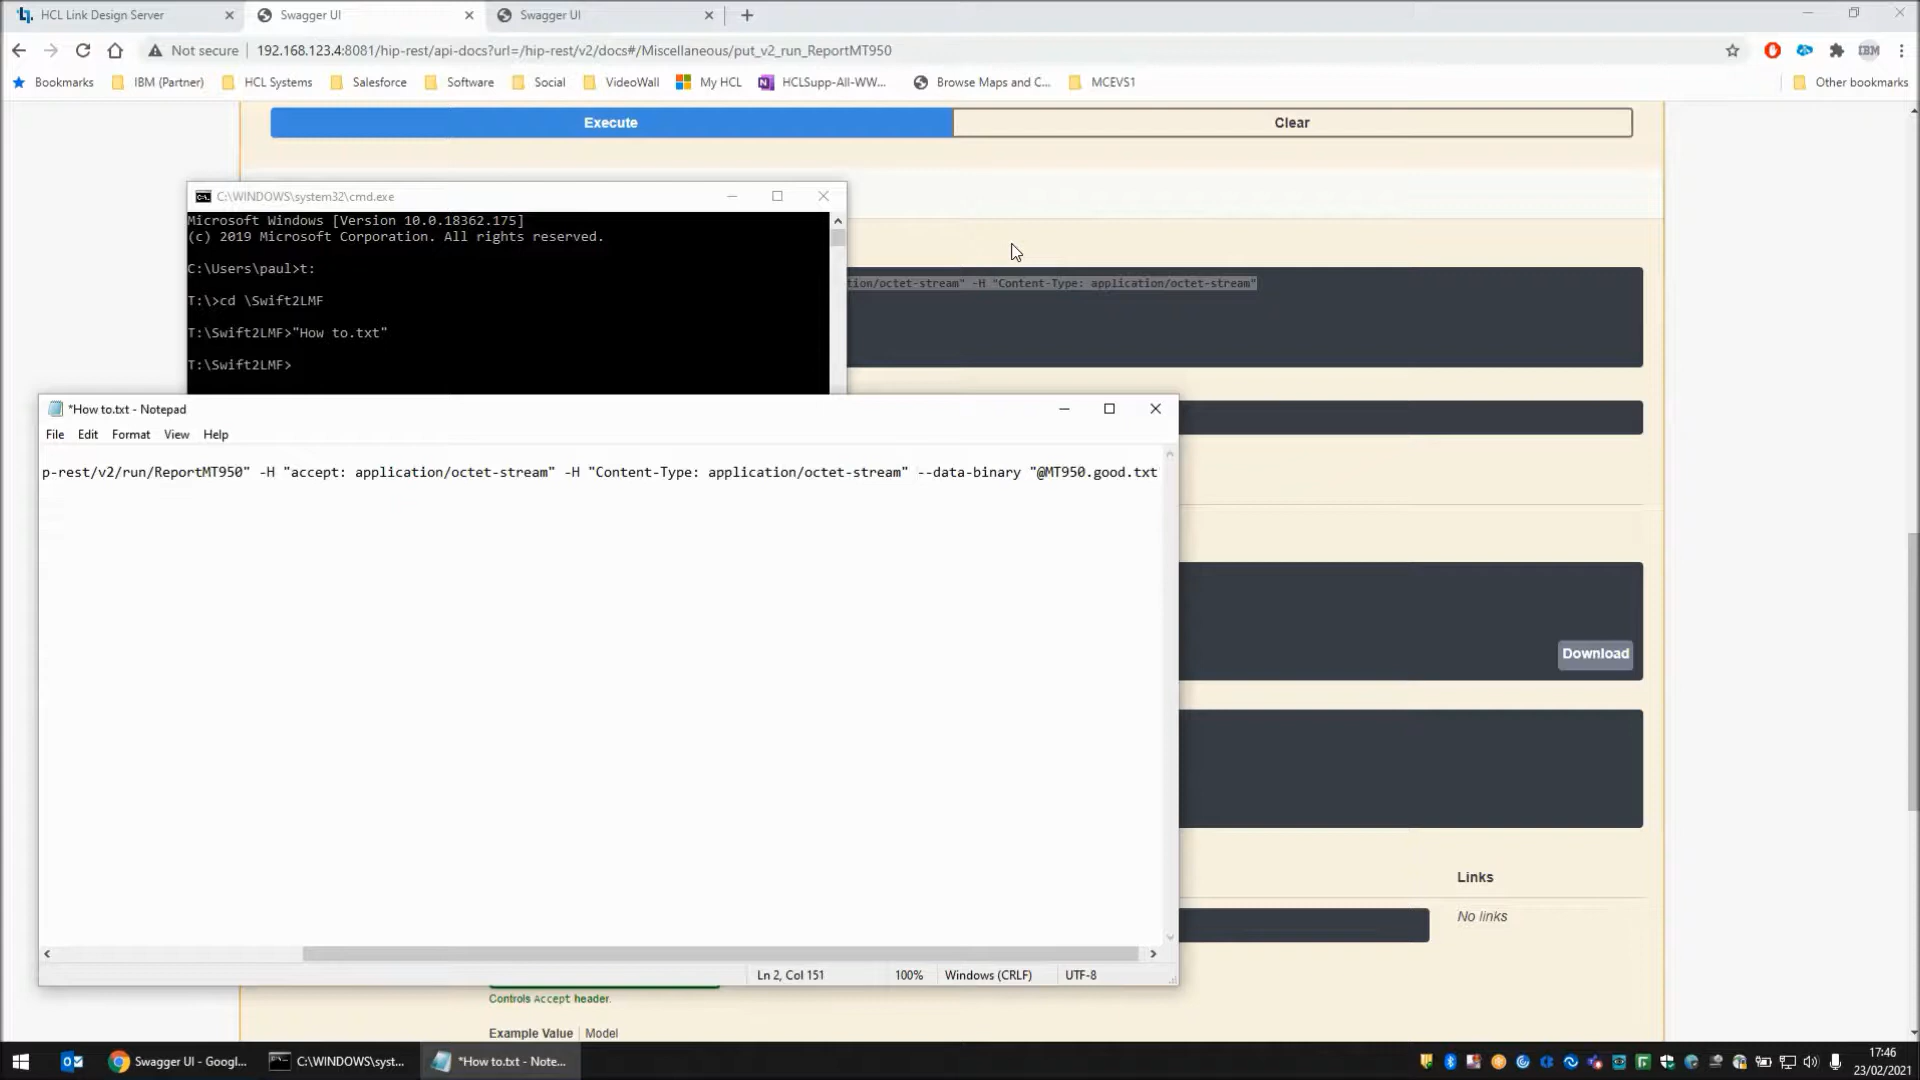 HCL Link Design Server
Swagger UI
Swagger UI
Not secure
192.168.123.4:8081/hip-rest/api-docs?url=/hip-rest/v2/docs#/Miscellaneous/put_v2_run_ReportMT950
IBM
Bookmarks
IBM (Partner)
HCL Systems
Salesforce
Software
Social
VideoWall
My HCL
HCLSupp-All-WW...
Browse Maps and C...
MCEVS1
Other bookmarks
Execute
Clear
C:\WINDOWS\system32\cmd.exe
Microsoft Windows [Version 10.0.18362.175]
(c) 2019 Microsoft Corporation. All rights reserved.
C:\Users\paul>t:
T:\>cd \Swift2LMF
T:\Swift2LMF>"How to.txt"
T:\Swift2LMF>
tion/octet-stream" -H "Content-Type: application/octet-stream"
*How to.txt - Notepad
File
Edit
Format
View
Help
p-rest/v2/run/ReportMT950" -H "accept: application/octet-stream" -H "Content-Type: application/octet-stream" --data-binary "@MT950.good.txt
Download
Links
No links
Ln 2, Col 151
100%
Windows (CRLF)
UTF-8
Controls Accept header.
Example Value
Model
Swagger UI - Googl...
C:\WINDOWS\syst...
*How to.txt - Note...
17:46
23/02/2021